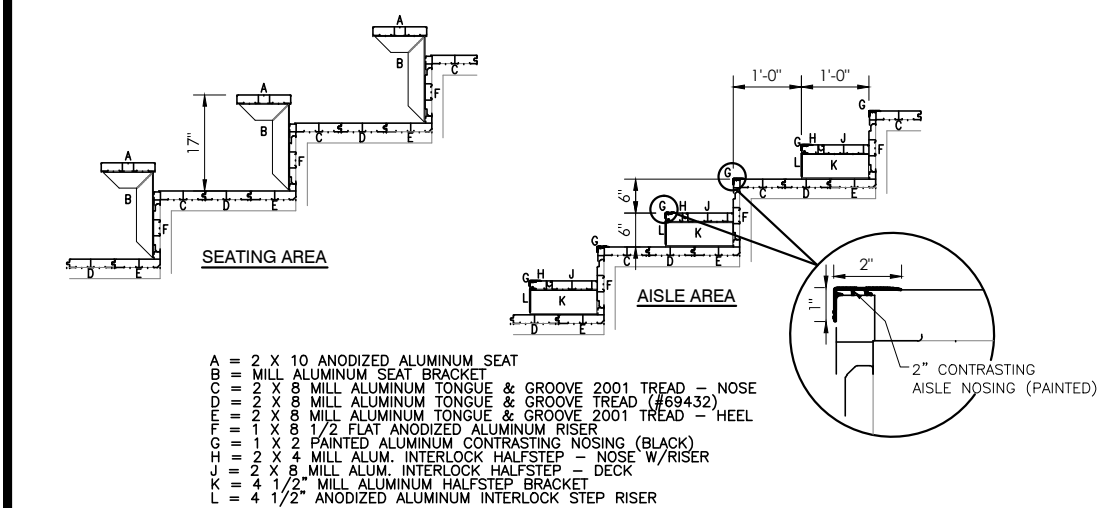 A
B
F
C
A
B
F
C
D
E
17"
A
B
F
C
D
E
D
E
SEATING AREA
1'-0"
1'-0"
G
C
G
H
J
L
K
F
C
D
E
G
6"
6"
G
H
J
L
K
F
C
D
E
G
G
H
J
L
K
F
D
E
AISLE AREA
2"
1"
2" CONTRASTING
AISLE NOSING (PAINTED)
A = 2 X 10 ANODIZED ALUMINUM SEAT
B = MILL ALUMINUM SEAT BRACKET
C = 2 X 8 MILL ALUMINUM TONGUE & GROOVE 2001 TREAD – NOSE
D = 2 X 8 MILL ALUMINUM TONGUE & GROOVE TREAD (#69432)
E = 2 X 8 MILL ALUMINUM TONGUE & GROOVE 2001 TREAD – HEEL
F = 1 X 8 1/2 FLAT ANODIZED ALUMINUM RISER
G = 1 X 2 PAINTED ALUMINUM CONTRASTING NOSING (BLACK)
H = 2 X 4 MILL ALUM. INTERLOCK HALFSTEP – NOSE W/RISER
J = 2 X 8 MILL ALUM. INTERLOCK HALFSTEP – DECK
K = 4 1/2" MILL ALUMINUM HALFSTEP BRACKET
L = 4 1/2" ANODIZED ALUMINUM INTERLOCK STEP RISER